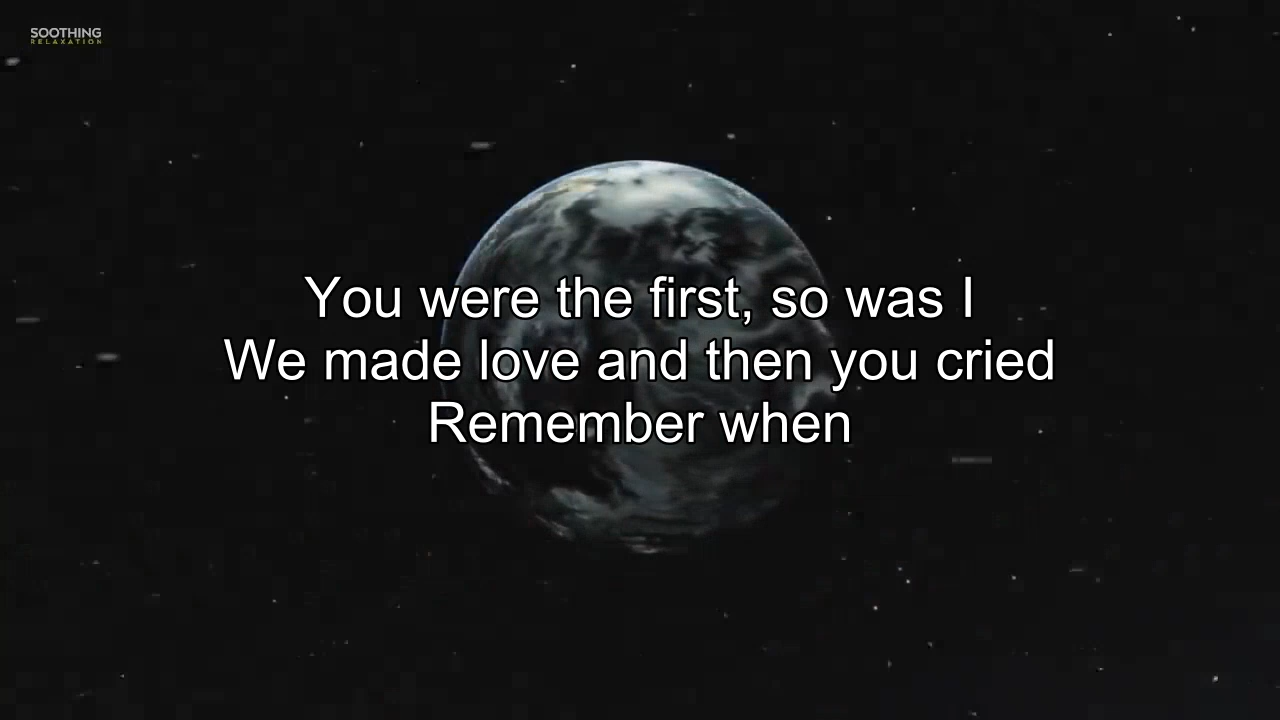 SOOTHING
RELAXATION
You were the first, so was I
We made love and then you cried
Remember when